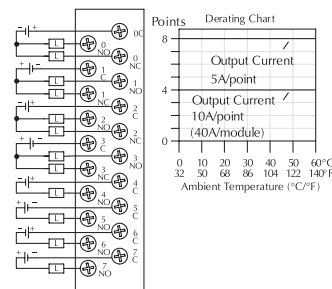 Points
Derating Chart
8
4
0
Output Current
5A/point
Output Current
10A/point
(40A/module)
0 10 20 30 40 50 60°C
32 50 68 86 104 122 140°F
Ambient Temperature (°C/°F)
0C
L
0
NO
L
0
NC
1
C
L
1
NO
L
1
NC
2
C
L
2
NO
L
2
NC
3
C
L
3
NO
L
3
NC
4
C
L
4
NO
5
C
L
5
NO
6
C
L
6
NO
7
C
L
7
NO